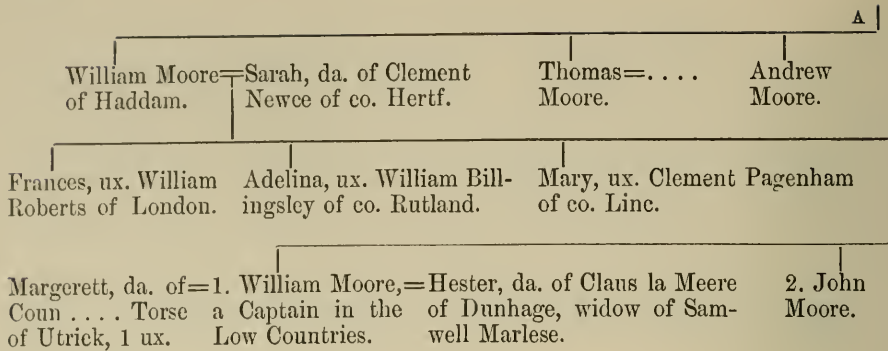 A
William Moore=Sarah, da. of Clement
of Haddam. Newce of co. Hertf.
Thomas=....
Moore.
Andrew
Moore.
Frances, ux. William
Roberts of London.
Adelina, ux. William Bill-
ingsley of co. Rutland.
Mary, ux. Clement Pagenham
of co. Linc.
Margerett, da. of=1. William Moore,=Hester, da. of Claus la Meere
Coun .... Torse a Captain in the of Dunhage, widow of Sam-
of Utrick, 1 ux. Low Countries. well Marlese.
2. John
Moore.